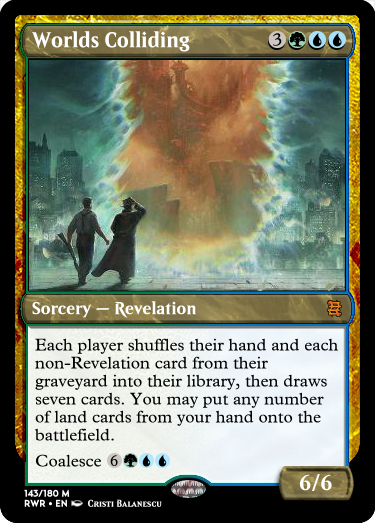 Worlds Colliding 3
Sorcery — Revelation
Each player shuffles their hand and each
non-Revelation card from their
graveyard into their library, then draws
seven cards. You may put any number
of land cards from your hand onto the
battlefield.
Coalesce 6
6/6
143/180 M
RWR • EN Cristi Balanescu